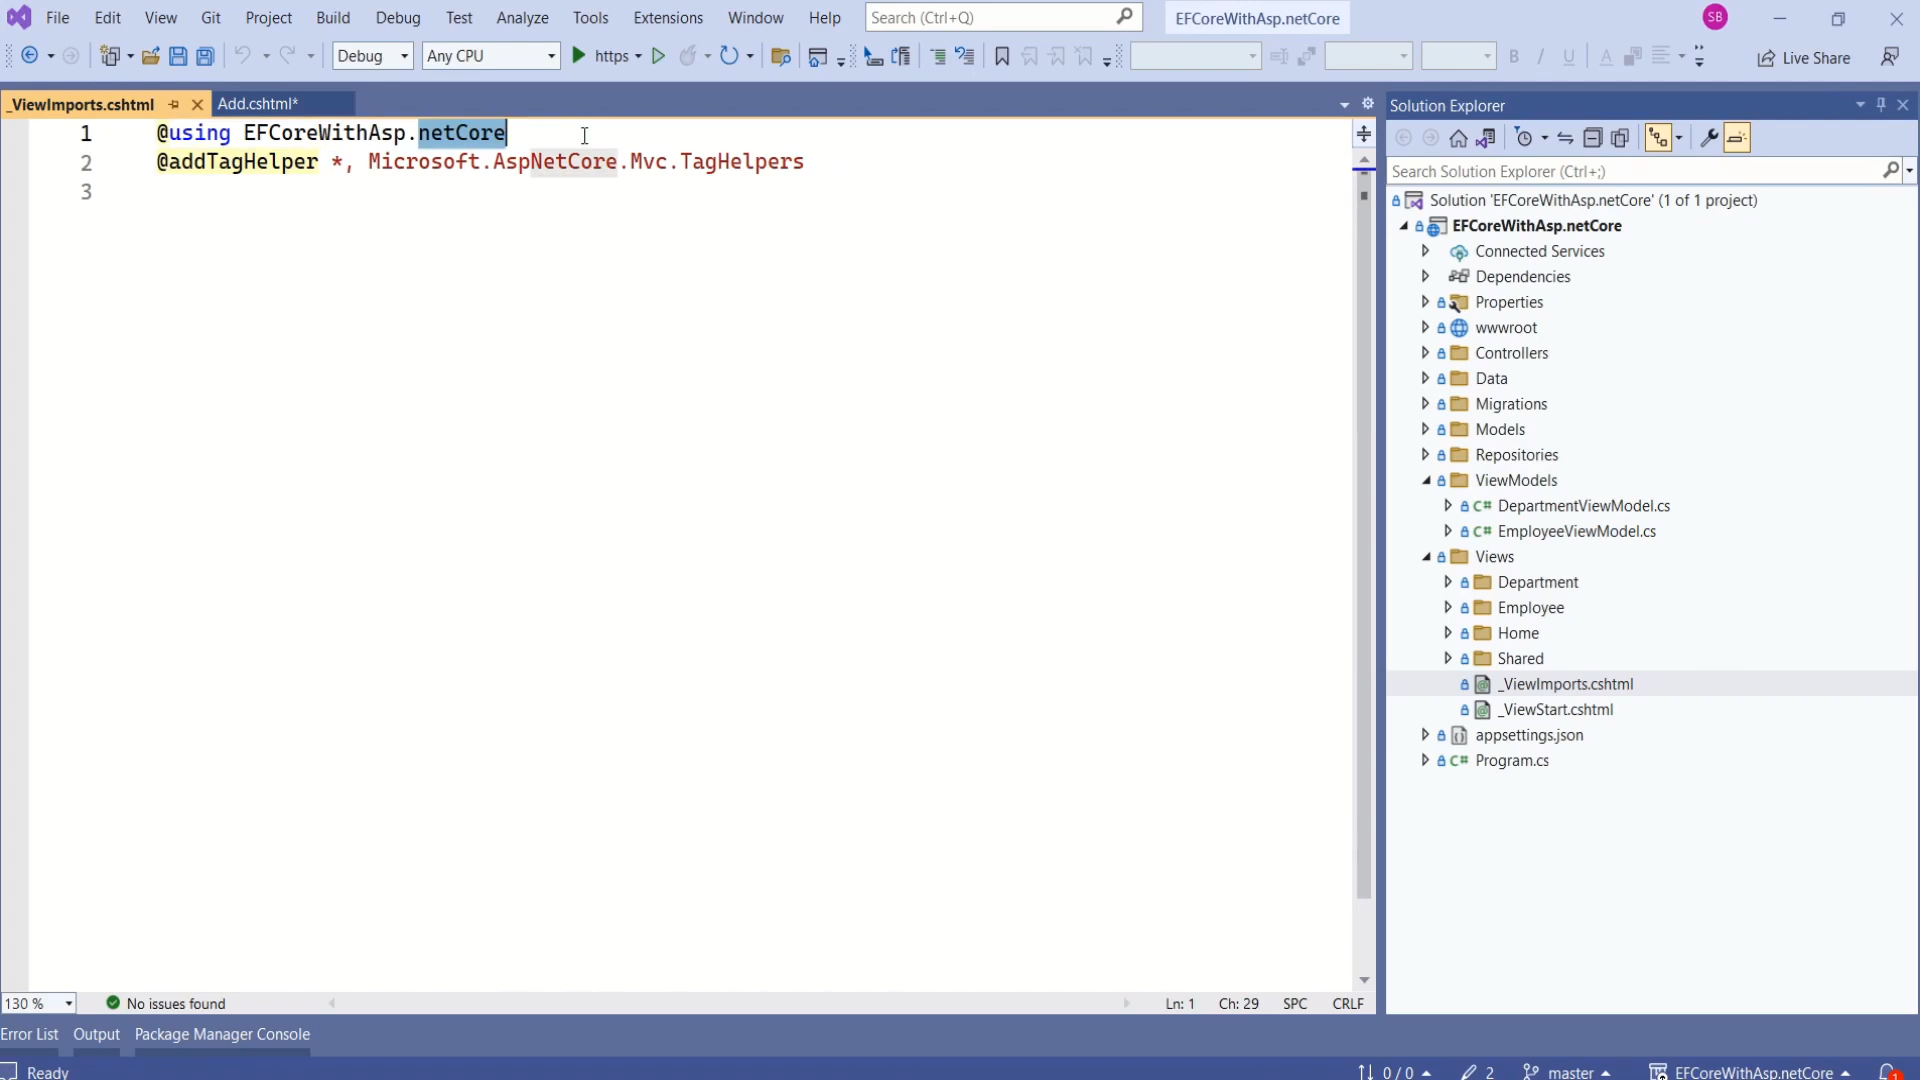 File Edit View Git Project Build Debug Test Analyze Tools Extensions Window Help Search (Ctrl+Q) EFCoreWithAsp.netCore SB
Debug Any CPU https Live Share
_ViewImports.cshtml Add.cshtml*
1 @using EFCoreWithAsp.netCore
2 @addTagHelper *, Microsoft.AspNetCore.Mvc.TagHelpers
3
130 % No issues found Ln: 1 Ch: 29 SPC CRLF
Solution Explorer
Search Solution Explorer (Ctrl+;)
Solution 'EFCoreWithAsp.netCore' (1 of 1 project)
EFCoreWithAsp.netCore
Connected Services
Dependencies
Properties
wwwroot
Controllers
Data
Migrations
Models
Repositories
ViewModels
C# DepartmentViewModel.cs
C# EmployeeViewModel.cs
Views
Department
Employee
Home
Shared
_ViewImports.cshtml
_ViewStart.cshtml
appsettings.json
C# Program.cs
Error List Output Package Manager Console
Ready 0 / 0 2 master EFCoreWithAsp.netCore 1